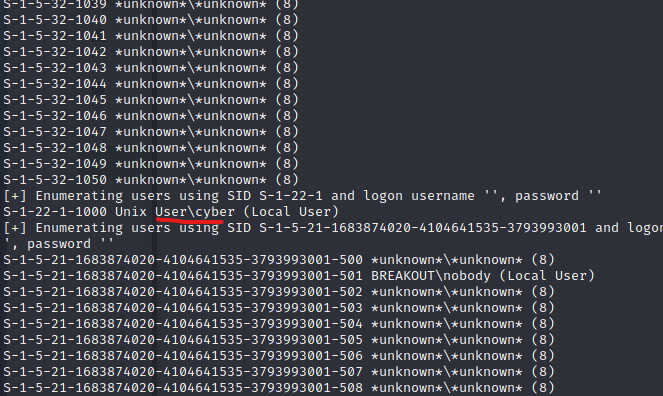 S-1-5-32-1039 *unknown*\*unknown* (8)
S-1-5-32-1040 *unknown*\*unknown* (8)
S-1-5-32-1041 *unknown*\*unknown* (8)
S-1-5-32-1042 *unknown*\*unknown* (8)
S-1-5-32-1043 *unknown*\*unknown* (8)
S-1-5-32-1044 *unknown*\*unknown* (8)
S-1-5-32-1045 *unknown*\*unknown* (8)
S-1-5-32-1046 *unknown*\*unknown* (8)
S-1-5-32-1047 *unknown*\*unknown* (8)
S-1-5-32-1048 *unknown*\*unknown* (8)
S-1-5-32-1049 *unknown*\*unknown* (8)
S-1-5-32-1050 *unknown*\*unknown* (8)
[+] Enumerating users using SID S-1-22-1 and logon username '', password ''
S-1-22-1-1000 Unix User\cyber (Local User)
[+] Enumerating users using SID S-1-5-21-1683874020-4104641535-3793993001 and logon
', password ''
S-1-5-21-1683874020-4104641535-3793993001-500 *unknown*\*unknown* (8)
S-1-5-21-1683874020-4104641535-3793993001-501 BREAKOUT\nobody (Local User)
S-1-5-21-1683874020-4104641535-3793993001-502 *unknown*\*unknown* (8)
S-1-5-21-1683874020-4104641535-3793993001-503 *unknown*\*unknown* (8)
S-1-5-21-1683874020-4104641535-3793993001-504 *unknown*\*unknown* (8)
S-1-5-21-1683874020-4104641535-3793993001-505 *unknown*\*unknown* (8)
S-1-5-21-1683874020-4104641535-3793993001-506 *unknown*\*unknown* (8)
S-1-5-21-1683874020-4104641535-3793993001-507 *unknown*\*unknown* (8)
S-1-5-21-1683874020-4104641535-3793993001-508 *unknown*\*unknown* (8)